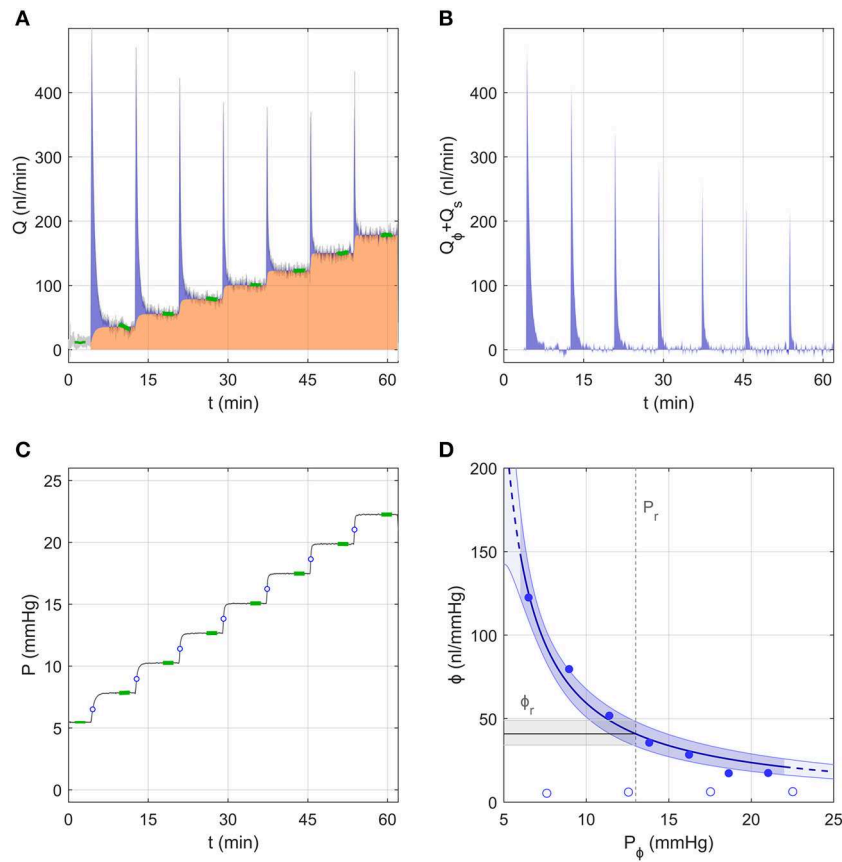 A
Q (nl/min)
400
300
200
100
0
0 15 30 45 60
t (min)
B
Qϕ+Qs (nl/min)
400
300
200
100
0
0 15 30 45 60
t (min)
C
P (mmHg)
25
20
15
10
5
0
0 15 30 45 60
t (min)
D
ϕ (nl/mmHg)
200
150
100
50
0
Pr
ϕr
5 10 15 20 25
Pϕ (mmHg)